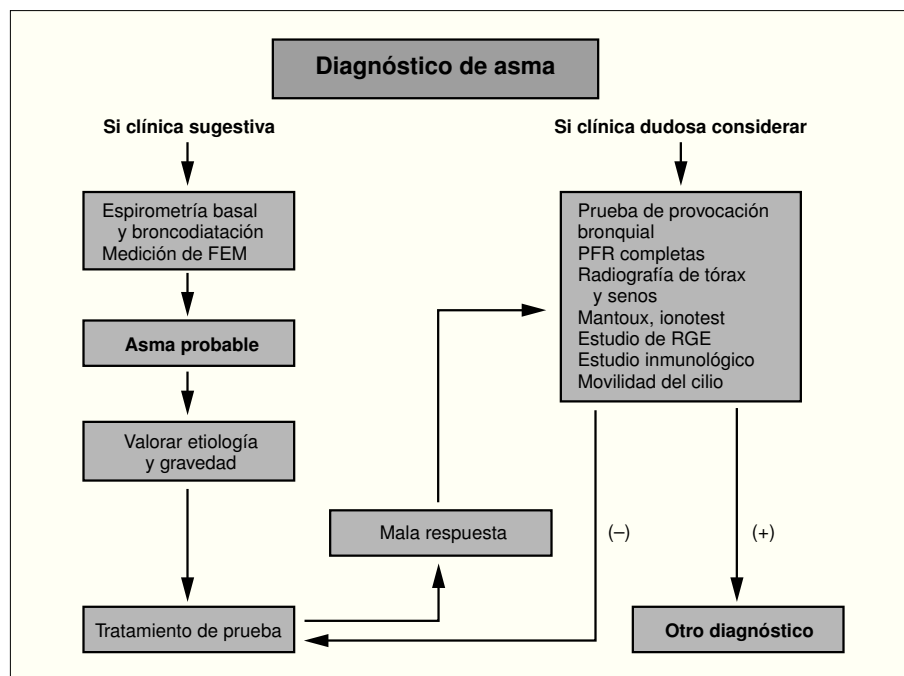 Diagnóstico de asma
Si clínica sugestiva
Si clínica dudosa considerar
Espirometría basal
y broncodiatación
Medición de FEM
Asma probable
Valorar etiología
y gravedad
Tratamiento de prueba
Mala respuesta
Prueba de provocación
bronquial
PFR completas
Radiografía de tórax
y senos
Mantoux, ionotest
Estudio de RGE
Estudio inmunológico
Movilidad del cilio
(–)
(+)
Otro diagnóstico